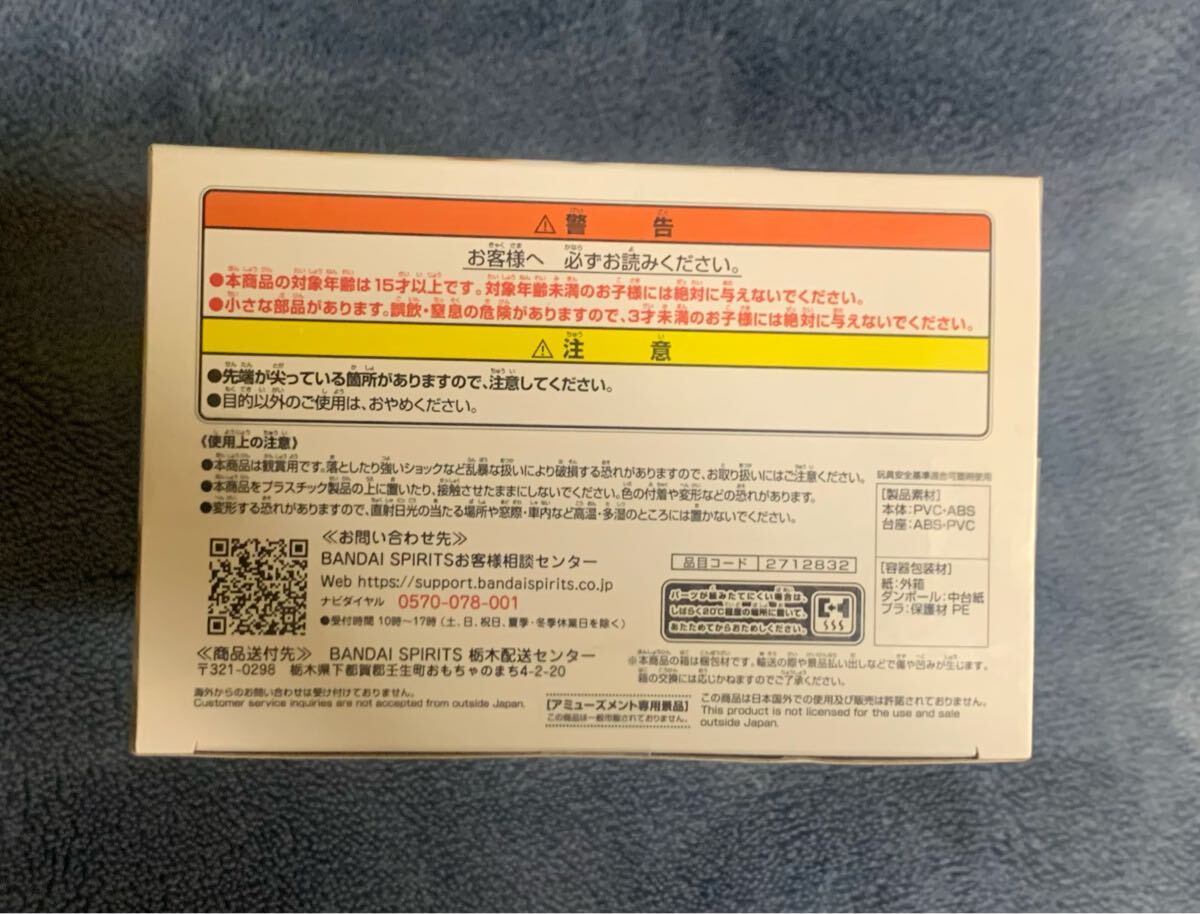 ⚠警 告
お客様へ 必ずお読みください。
●本商品の対象年齢は15才以上です。対象年齢未満のお子様には絶対に与えないでください。
●小さな部品があります。誤飲・窒息の危険がありますので、3才未満のお子様には絶対に与えないでください。
⚠注 意
●先端が尖っている箇所がありますので、注意してください。
●目的以外のご使用は、おやめください。
《使用上の注意》
●本商品は観賞用です。落としたり強いショックなど乱暴な扱いにより破損する恐れがありますので、お取り扱いにはご注意ください。
●本商品をプラスチック製品の上に置いたり、接触させたままにしないでください。色の付着や変形などの恐れがあります。
●変形する恐れがありますので、直射日光の当たる場所や窓際・車内など高温・多湿のところには置かないでください。
玩具安全基準適合可塑剤使用
[製品素材]
本体:PVC・ABS
台座:ABS・PVC
[容器包装材]
紙:外箱
ダンボール:中台紙
プラ:保護材 PE
≪お問い合わせ先≫
BANDAI SPIRITSお客様相談センター
Web https://support.bandaispirits.co.jp
ナビダイヤル 0570-078-001
●受付時間 10時〜17時(土、日、祝日、夏季・冬季休業日を除く)
品目コード 2712832
パーツが組みたてにくい場合は、
しばらく20℃程度の場所に置いて、
あたためてからおためしください。
≪商品送付先≫ BANDAI SPIRITS 栃木配送センター
〒321-0298 栃木県下都賀郡壬生町おもちゃのまち4-2-20
※本商品の箱は梱包材です。輸送の際や景品払い出しなどで傷や凹みが生じます。
箱の交換には応じかねますのでご了承ください。
海外からのお問い合わせは受け付けておりません。
Customer service inquiries are not accepted from outside Japan.
[アミューズメント専用景品]
この商品は一般市販されておりません。
この商品は日本国外での使用及び販売は許諾されておりません。
This product is not licensed for the use and sale
outside Japan.